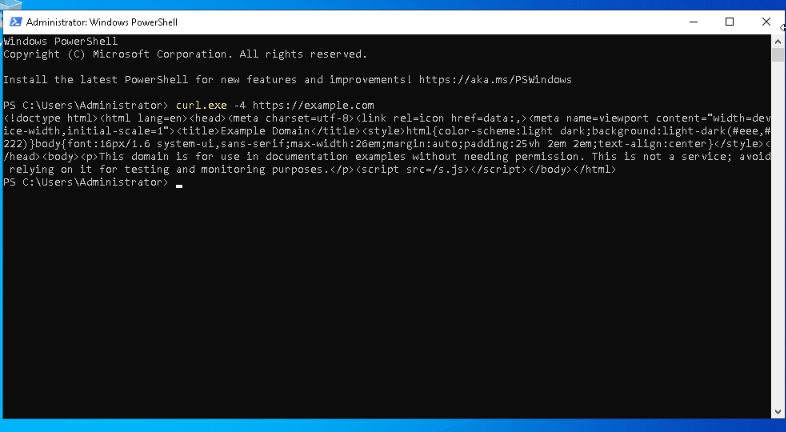 Administrator: Windows PowerShell
Windows PowerShell
Copyright (C) Microsoft Corporation. All rights reserved.
Install the latest PowerShell for new features and improvements! https://aka.ms/PSWindows
PS C:\Users\Administrator> curl.exe -4 https://example.com
<!doctype html><html lang=en><head><meta charset=utf-8><link rel=icon href=data:,><meta name=viewport content="width=dev
ice-width,initial-scale=1"><title>Example Domain</title><style>html{color-scheme:light dark;background:light-dark(#eee,#
222)}body{font:16px/1.6 system-ui,sans-serif;max-width:26em;margin:auto;padding:25vh 2em 2em;text-align:center}</style><
/head><body><p>This domain is for use in documentation examples without needing permission. This is not a service; avoid
 relying on it for testing and monitoring purposes.</p><script src=/s.js></script></body></html>
PS C:\Users\Administrator>